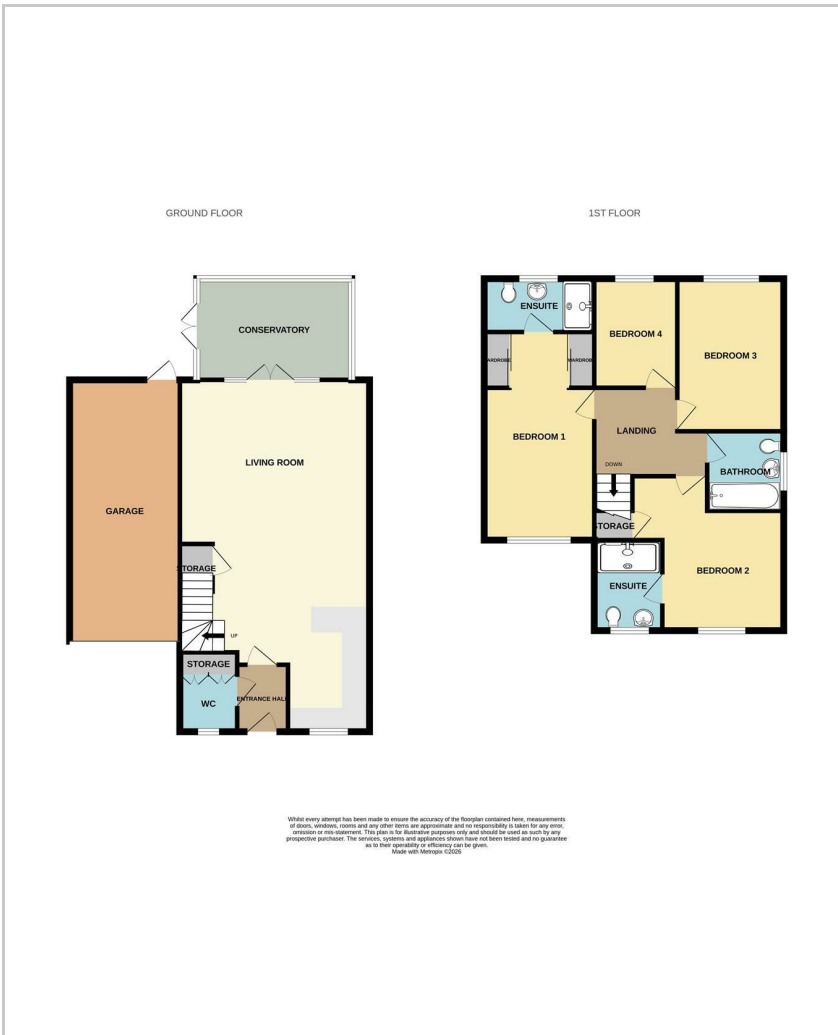 GROUND FLOOR
1ST FLOOR
CONSERVATORY
LIVING ROOM
GARAGE
STORAGE
UP
STORAGE
WC
ENTRANCE HALL
ENSUITE
WARDROBE
WARDROBE
BEDROOM 4
BEDROOM 3
BEDROOM 1
LANDING
DOWN
BATHROOM
STORAGE
ENSUITE
BEDROOM 2
Whilst every attempt has been made to ensure the accuracy of the floorplan contained here, measurements
of doors, windows, rooms and any other items are approximate and no responsibility is taken for any error,
omission or mis-statement. This plan is for illustrative purposes only and should be used as such by any
prospective purchaser. The services, systems and appliances shown have not been tested and no guarantee
as to their operability or efficiency can be given.
Made with Metropix ©2026